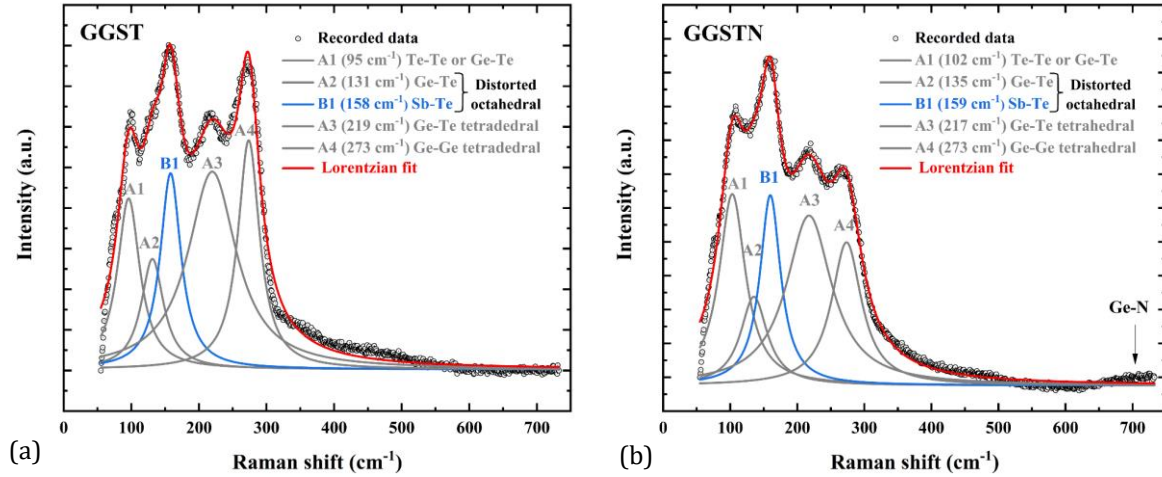 GGST
Recorded data
A1 (95 cm⁻¹) Te-Te or Ge-Te
A2 (131 cm⁻¹) Ge-Te
B1 (158 cm⁻¹) Sb-Te
Distorted
octahedral
A3 (219 cm⁻¹) Ge-Te tetradedral
A4 (273 cm⁻¹) Ge-Ge tetradedral
Lorentzian fit
A1
A2
B1
A3
A4
Intensity (a.u.)
0 100 200 300 400 500 600 700
Raman shift (cm⁻¹)
(a)
GGSTN
Recorded data
A1 (102 cm⁻¹) Te-Te or Ge-Te
A2 (135 cm⁻¹) Ge-Te
B1 (159 cm⁻¹) Sb-Te
Distorted
octahedral
A3 (217 cm⁻¹) Ge-Te tetrahedral
A4 (273 cm⁻¹) Ge-Ge tetrahedral
Lorentzian fit
A1
A2
B1
A3
A4
Ge-N
Intensity (a.u.)
0 100 200 300 400 500 600 700
Raman shift (cm⁻¹)
(b)